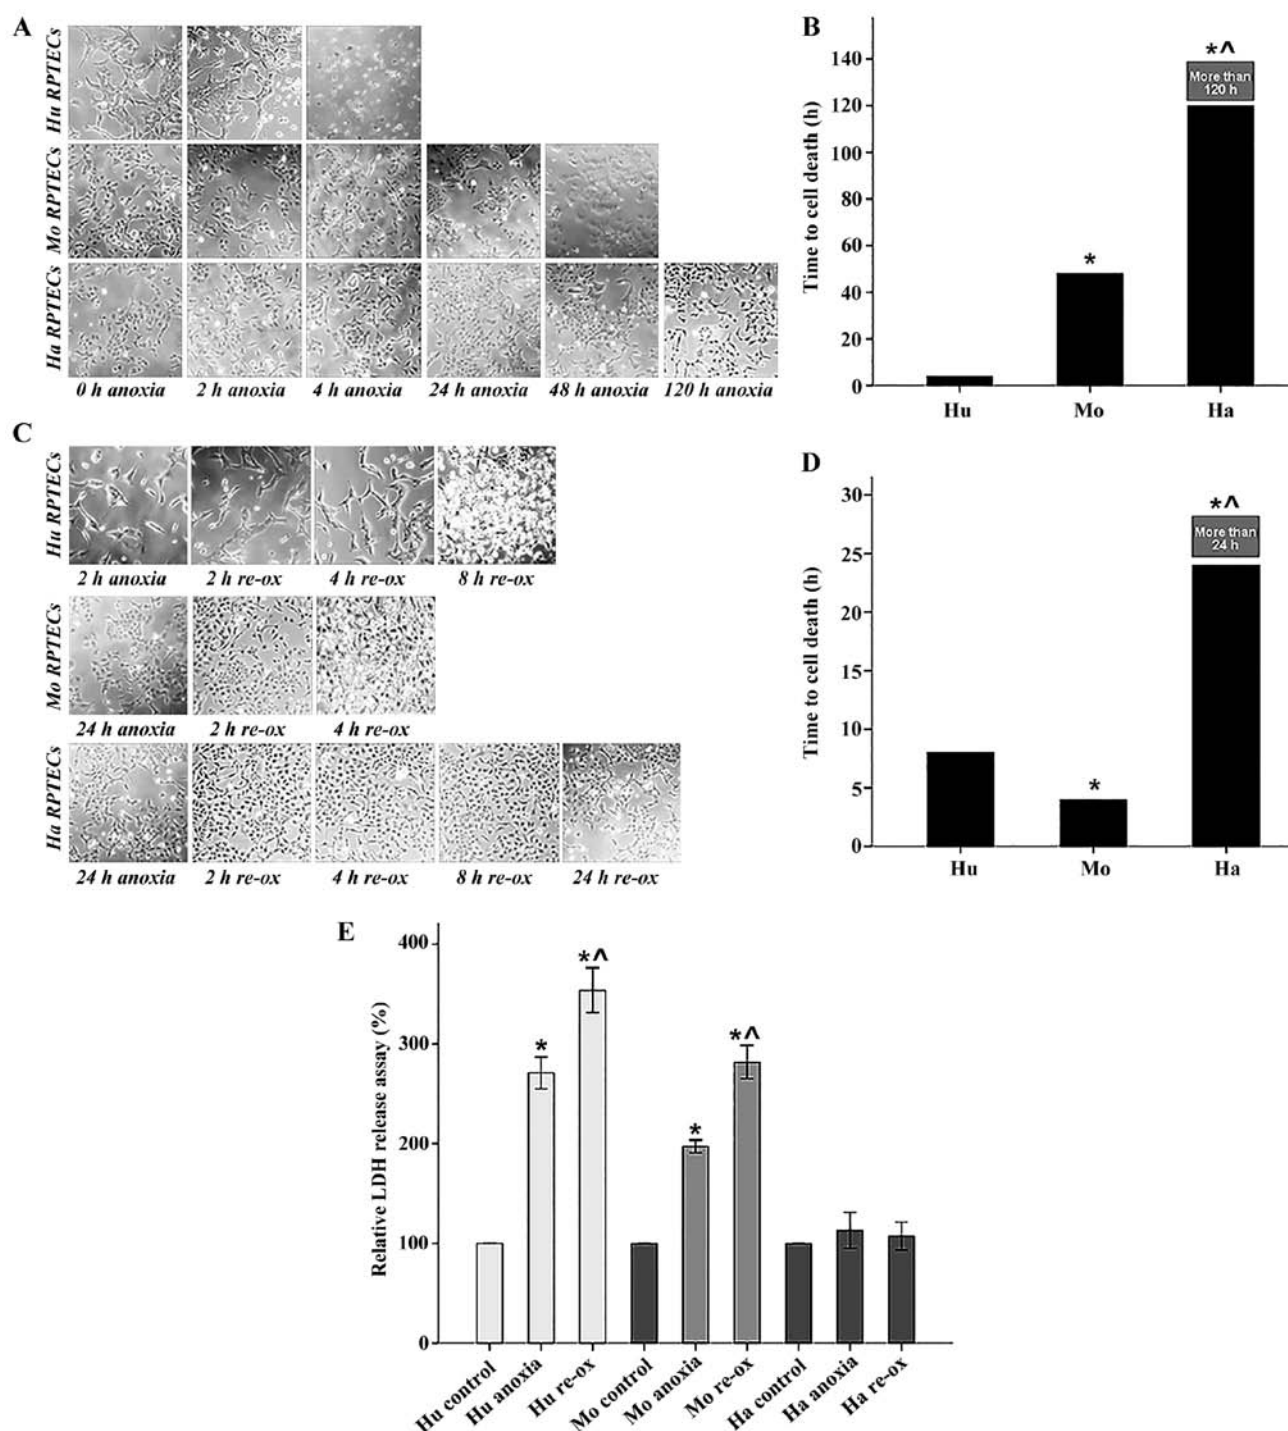 A
Hu RPTECs
Mo RPTECs
Ha RPTECs
0 h anoxia 2 h anoxia 4 h anoxia 24 h anoxia 48 h anoxia 120 h anoxia
B
Time to cell death (h)
140
120
100
80
60
40
20
0
*
*^
More than
120 h
Hu Mo Ha
C
Hu RPTECs
2 h anoxia 2 h re-ox 4 h re-ox 8 h re-ox
Mo RPTECs
24 h anoxia 2 h re-ox 4 h re-ox
Ha RPTECs
24 h anoxia 2 h re-ox 4 h re-ox 8 h re-ox 24 h re-ox
D
Time to cell death (h)
30
25
20
15
10
5
0
*
*^
More than
24 h
Hu Mo Ha
E
Relative LDH release assay (%)
400
300
200
100
0
*
*^
*
*^
Hu control
Hu anoxia
Hu re-ox
Mo control
Mo anoxia
Mo re-ox
Ha control
Ha anoxia
Ha re-ox